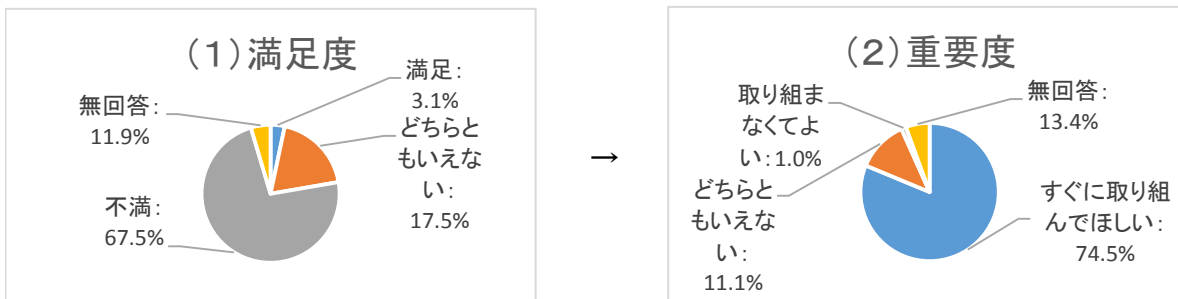 (1)満足度
満足:
3.1%
無回答:
11.9%
どちらと
もいえな
い:
17.5%
不満:
67.5%
→
(2)重要度
取り組ま
なくてよ
い:1.0%
無回答:
13.4%
どちらと
もいえな
い:
11.1%
すぐに取り組
んでほしい:
74.5%